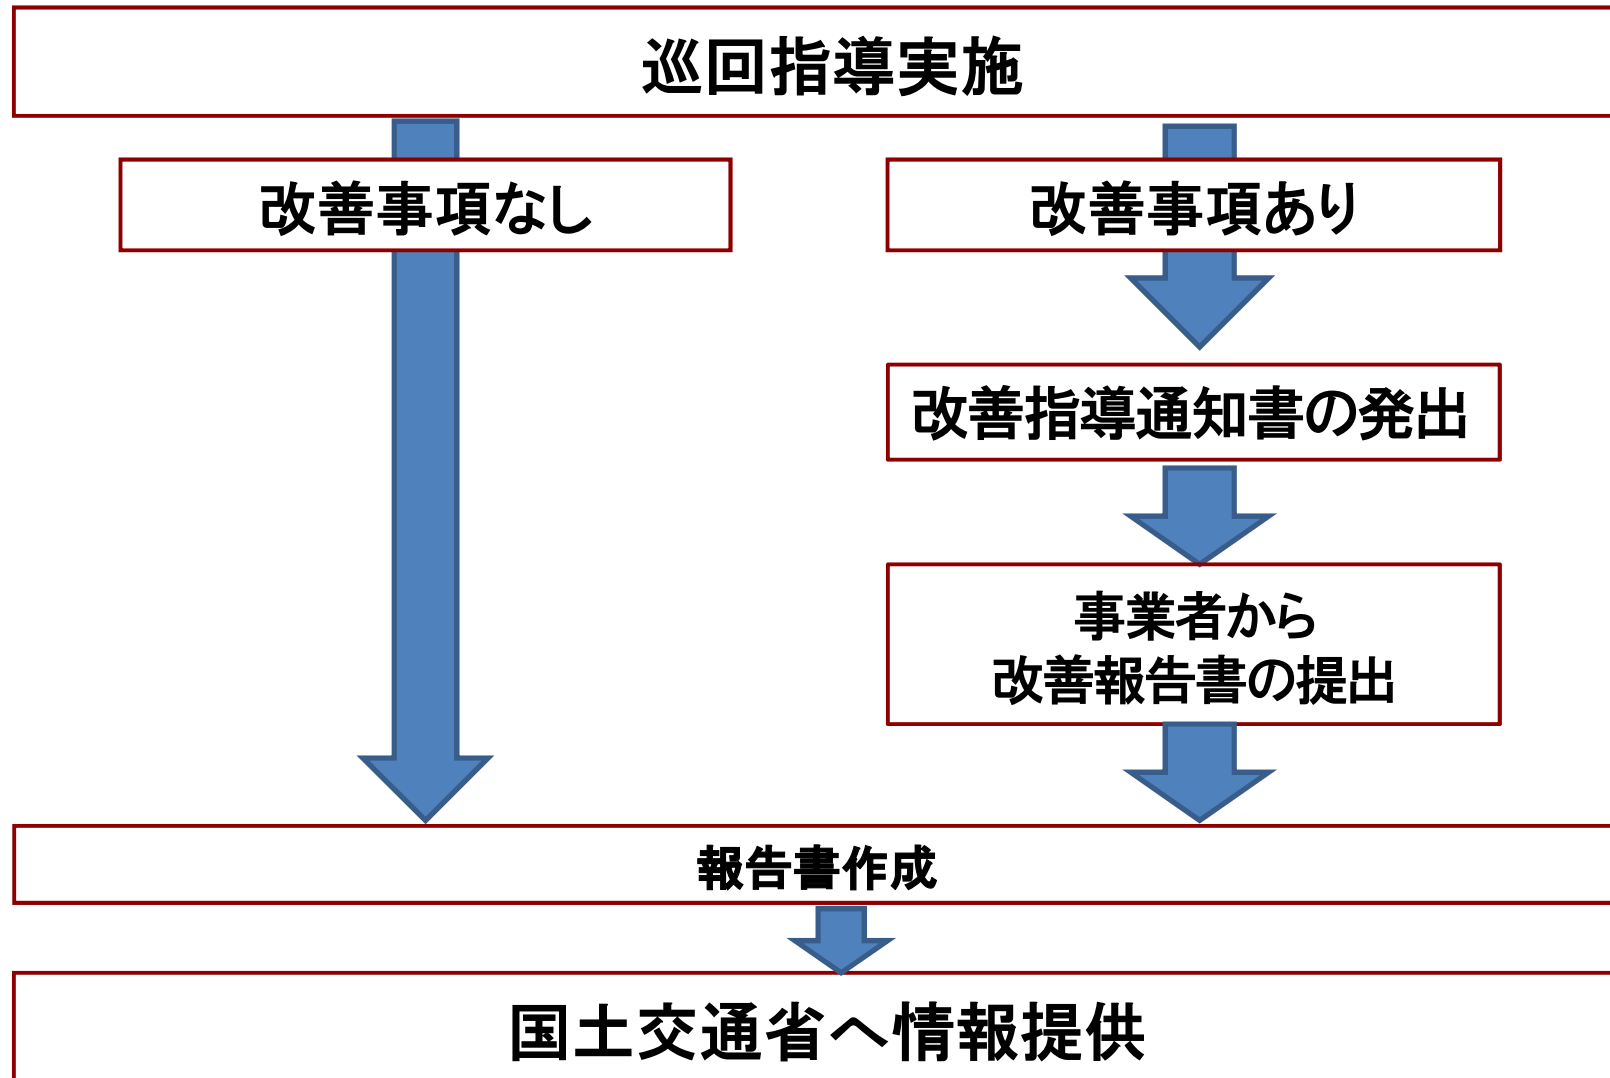 巡回指導実施
改善事項なし
改善事項あり
改善指導通知書の発出
事業者から
改善報告書の提出
報告書作成
国土交通省へ情報提供